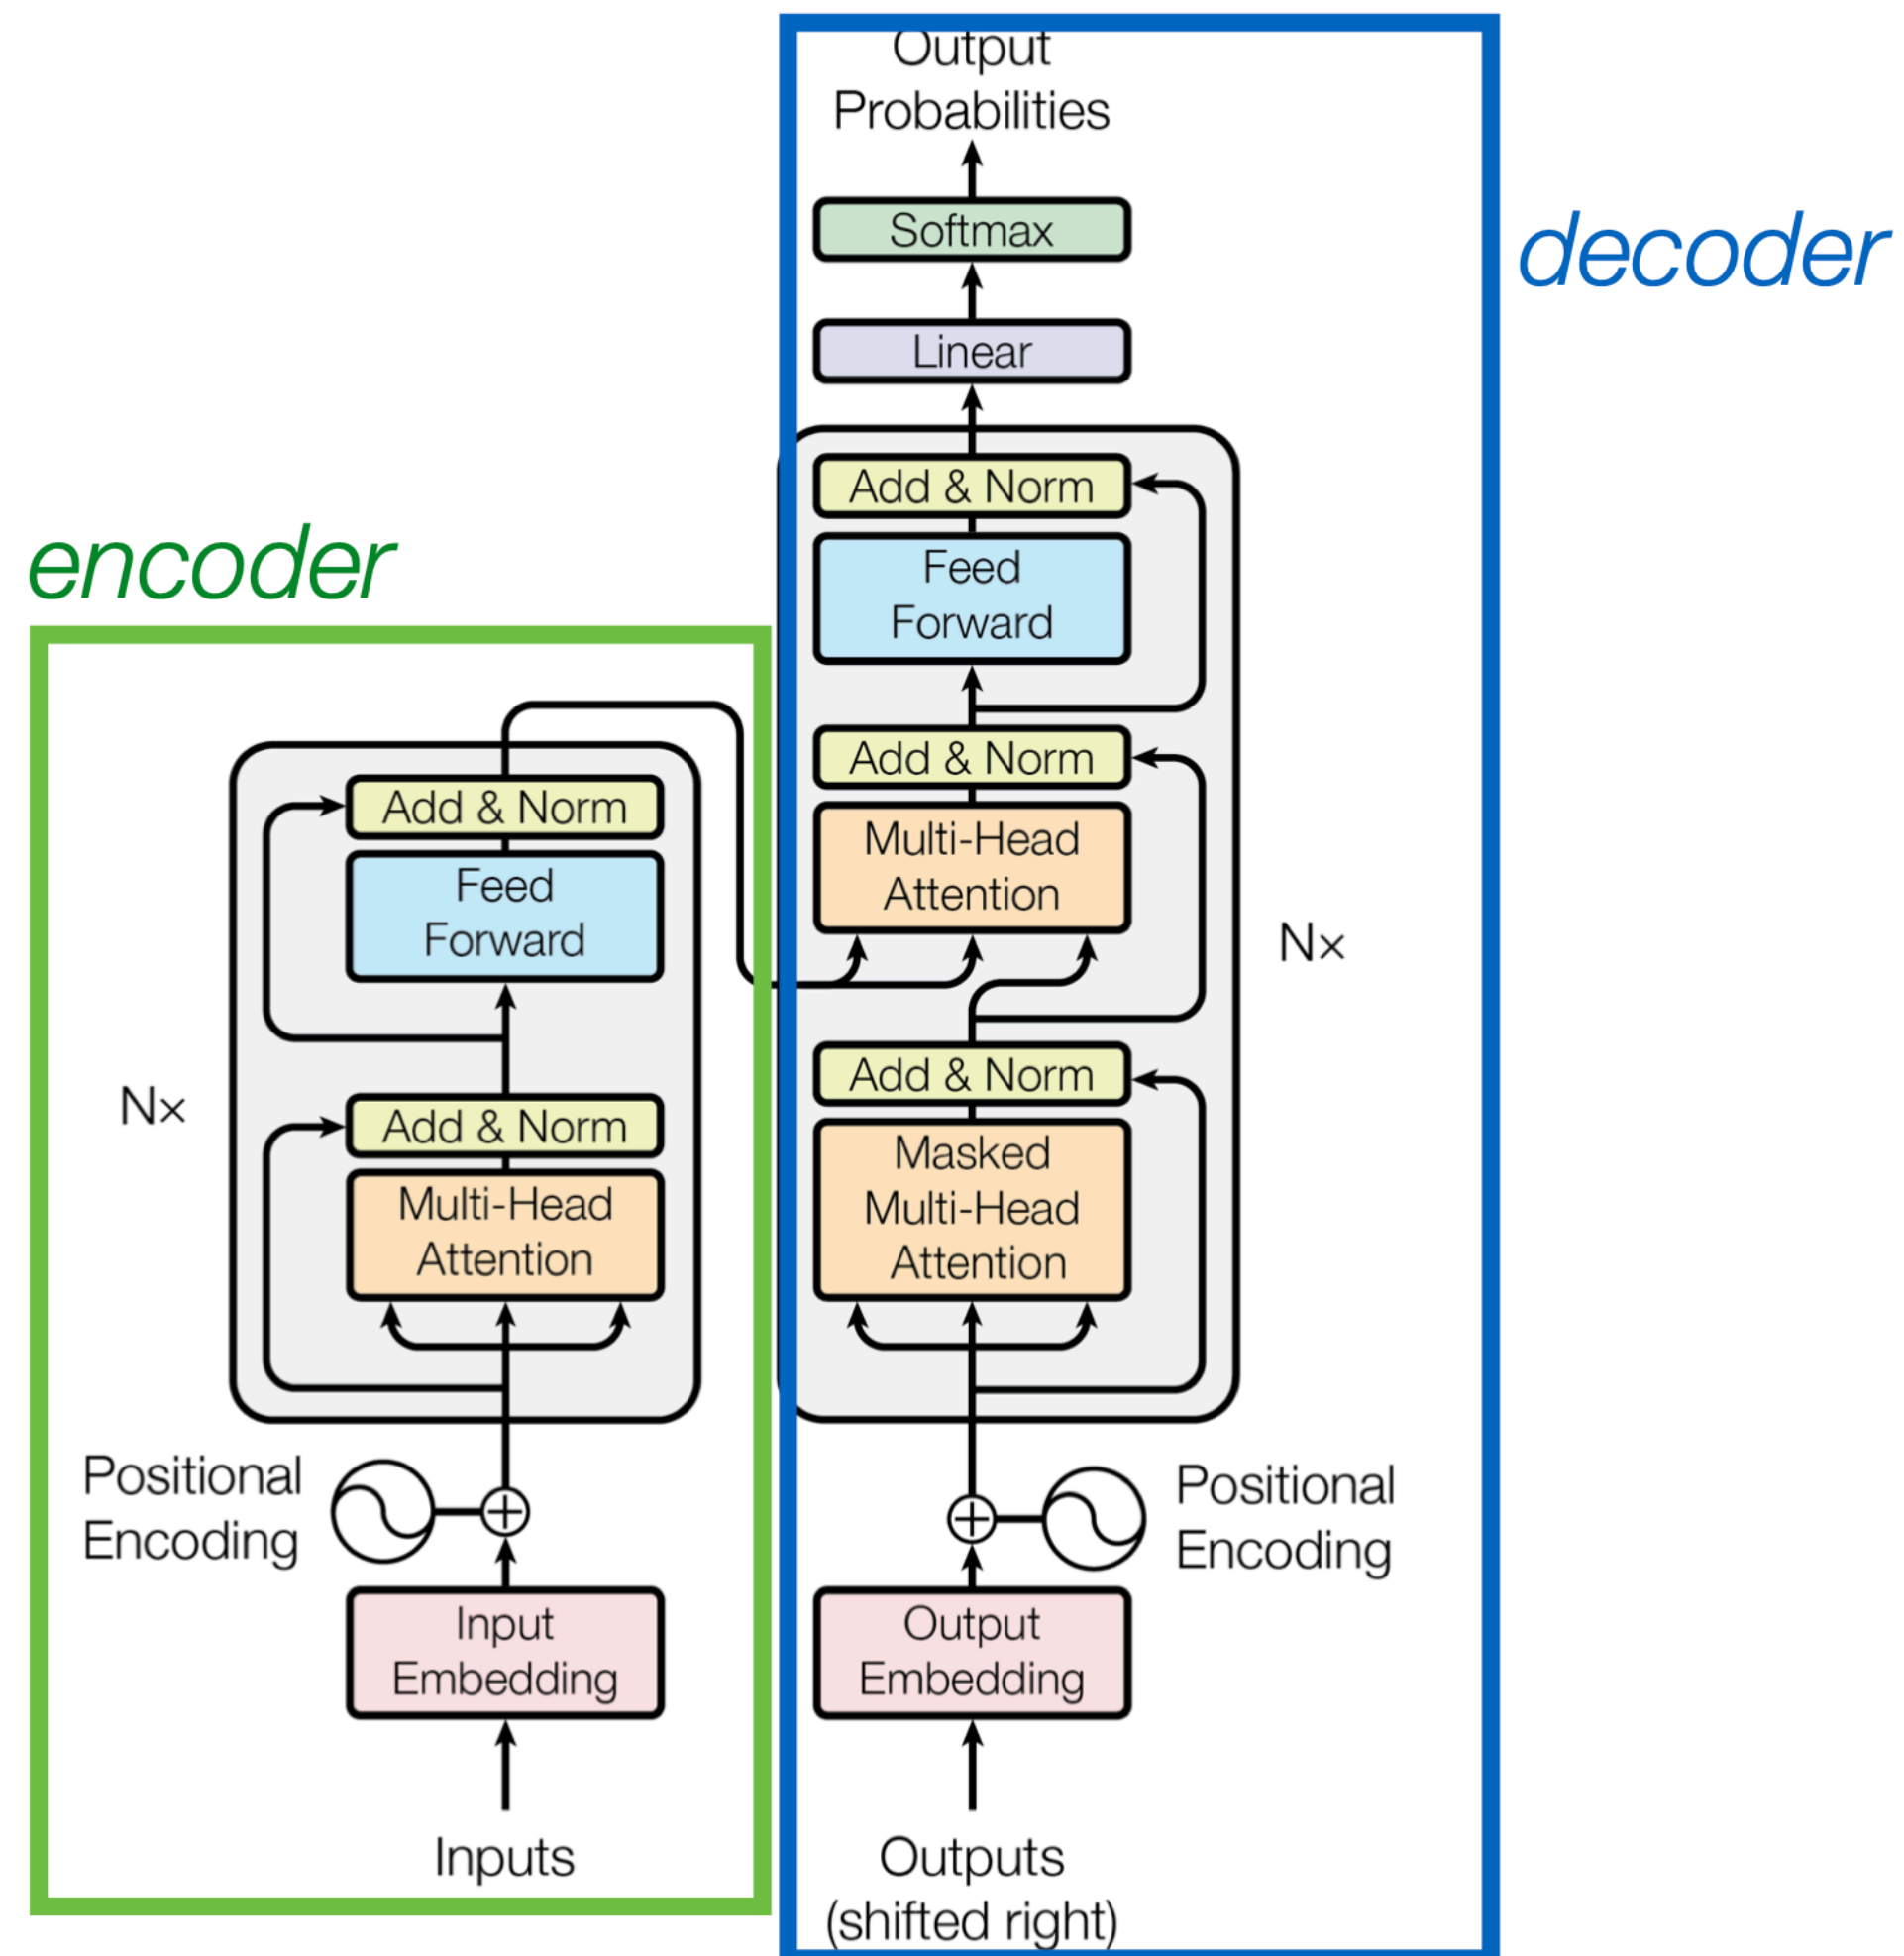 encoder
Add & Norm
Feed
Forward
Nx
Add & Norm
Multi-Head
Attention
Positional
Encoding
Input
Embedding
Inputs
decoder
Output
Probabilities
Softmax
Linear
Add & Norm
Feed
Forward
Add & Norm
Multi-Head
Attention
N×
Add & Norm
Masked
Multi-Head
Attention
Positional
Encoding
Output
Embedding
Outputs
(shifted right)